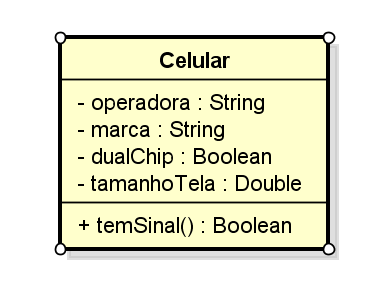 Celular
- operadora : String
- marca : String
- dualChip : Boolean
- tamanhoTela : Double
+ temSinal() : Boolean